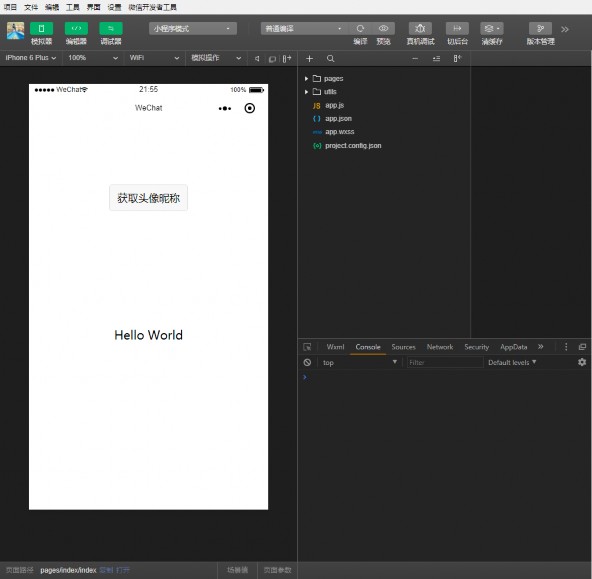 项目 文件 编辑 工具 界面 设置 微信开发者工具
小程序模式 普通编译
模拟器 编辑器 调试器 编译 预览 真机调试 切后台 清缓存 版本管理
iPhone 6 Plus 100% WiFi 模拟操作
WeChat 21:55 100%
WeChat
获取头像昵称
Hello World
pages
utils
JS app.js
{ } app.json
app.wxss
{o} project.config.json
Wxml Console Sources Network Security AppData
top Filter Default levels
页面路径 pages/index/index 复制 打开 场景值 页面参数